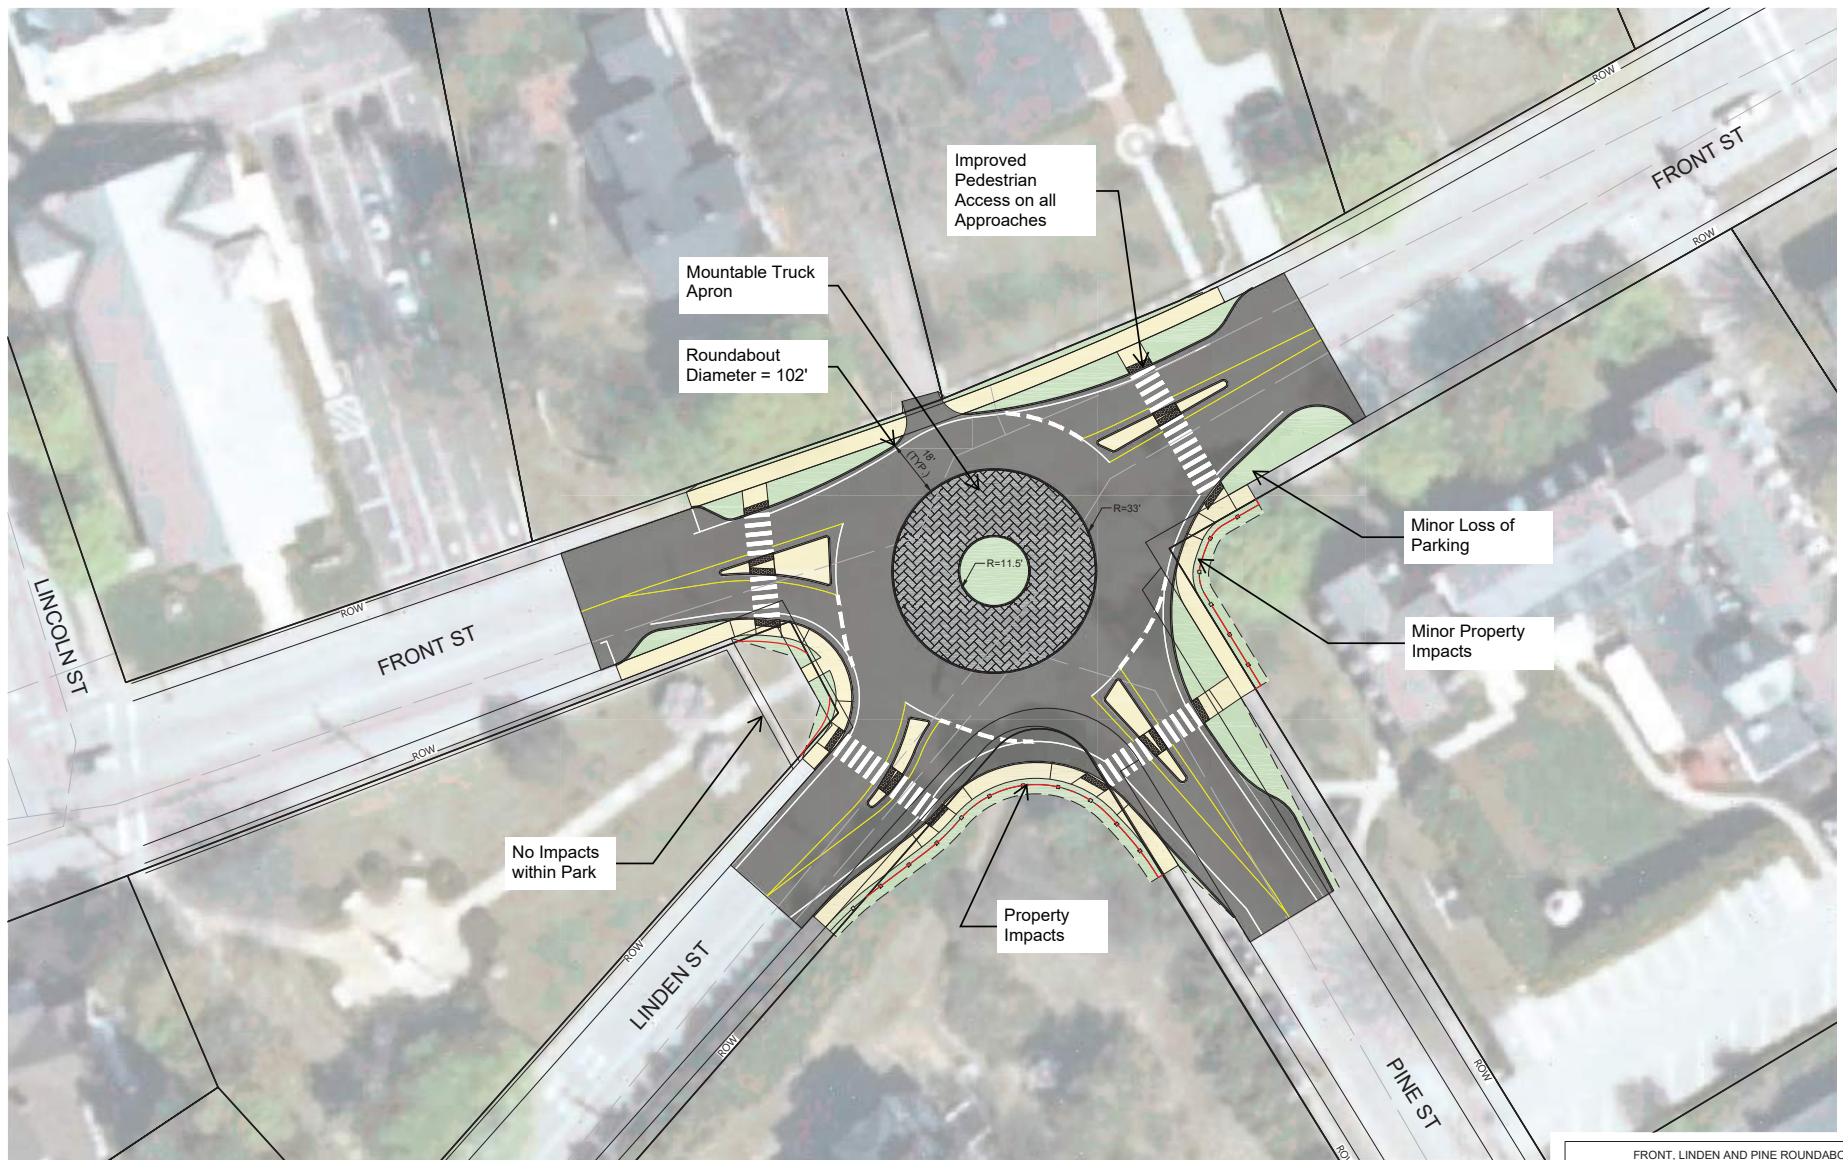 ROW
FRONT ST
ROW
Improved
Pedestrian
Access on all
Approaches
Mountable Truck
Apron
Roundabout
Diameter = 102'
18'
(TYP.)
R=33'
R=11.5'
Minor Loss of
Parking
Minor Property
Impacts
LINCOLN ST
ROW
FRONT ST
ROW
No Impacts
within Park
Property
Impacts
ROW
LINDEN ST
ROW
PINE ST
ROW
FRONT, LINDEN AND PINE